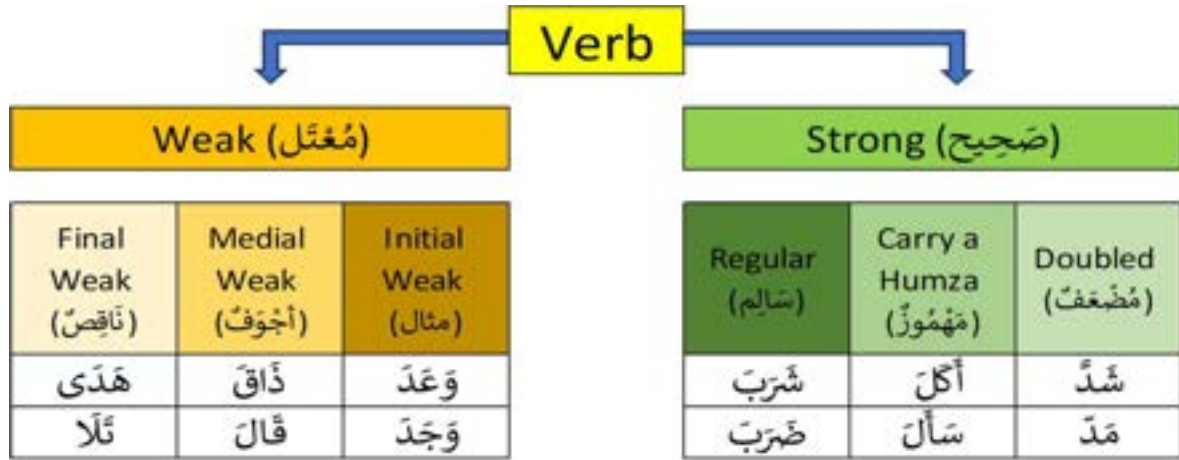 Verb
Weak (مُعْتَل)
Strong (صَحِيح)
Final
Weak
(نَاقِصٌ)
Medial
Weak
(أجْوَفٌ)
Initial
Weak
(مثال)
Regular
(سَالِم)
Carry a
Humza
(مَهْمُوزٌ)
Doubled
(مُضْعَفٌ)
هَدَى
ذَاقَ
وَعَدَ
شَرَبَ
أَكَلَ
شَدَّ
تَلَا
قَالَ
وَجَدَ
ضَرَبَ
سَأَلَ
مَدّ